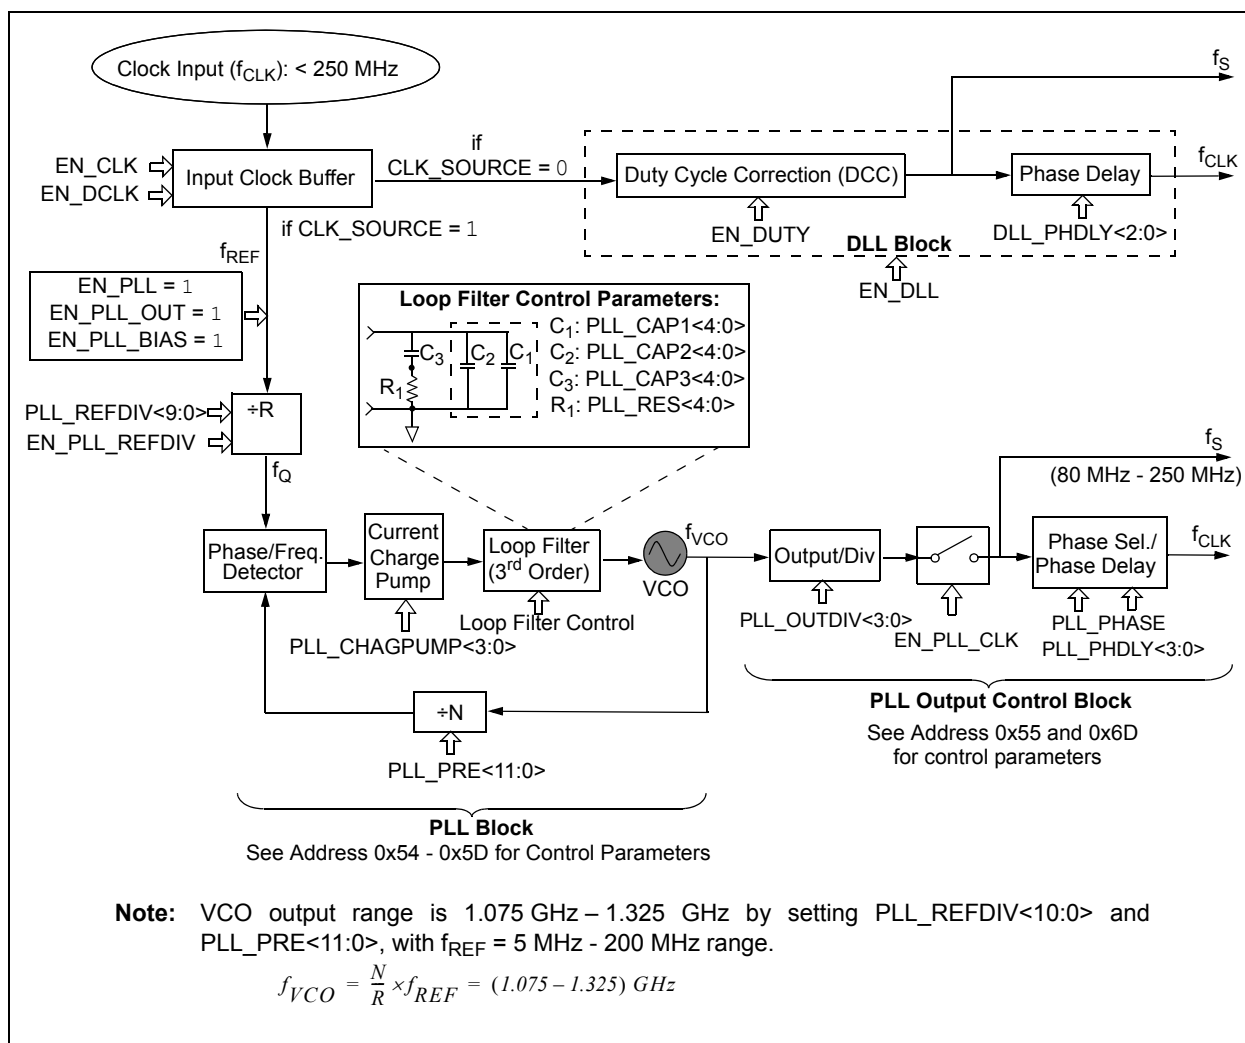 Clock Input (fCLK): < 250 MHz
fS
if
CLK_SOURCE = 0
EN_CLK
EN_DCLK
Input Clock Buffer
Duty Cycle Correction (DCC)
Phase Delay
fCLK
if CLK_SOURCE = 1
EN_DUTY
DLL_PHDLY<2:0>
DLL Block
EN_DLL
fREF
EN_PLL = 1
EN_PLL_OUT = 1
EN_PLL_BIAS = 1
Loop Filter Control Parameters:
C1: PLL_CAP1<4:0>
C2: PLL_CAP2<4:0>
C3: PLL_CAP3<4:0>
R1: PLL_RES<4:0>
C3
C2
C1
R1
PLL_REFDIV<9:0>
EN_PLL_REFDIV
÷R
fQ
fS
(80 MHz - 250 MHz)
Phase/Freq.
Detector
Current
Charge
Pump
Loop Filter
(3rd Order)
fVCO
VCO
Output/Div
Phase Sel./
Phase Delay
fCLK
Loop Filter Control
PLL_CHAGPUMP<3:0>
PLL_OUTDIV<3:0>
EN_PLL_CLK
PLL_PHASE
PLL_PHDLY<3:0>
÷N
PLL_PRE<11:0>
PLL Output Control Block
See Address 0x55 and 0x6D
for control parameters
PLL Block
See Address 0x54 - 0x5D for Control Parameters
Note: VCO output range is 1.075 GHz – 1.325 GHz by setting PLL_REFDIV<10:0> and
PLL_PRE<11:0>, with fREF = 5 MHz - 200 MHz range.
fVCO = N/R × fREF = (1.075 – 1.325) GHz